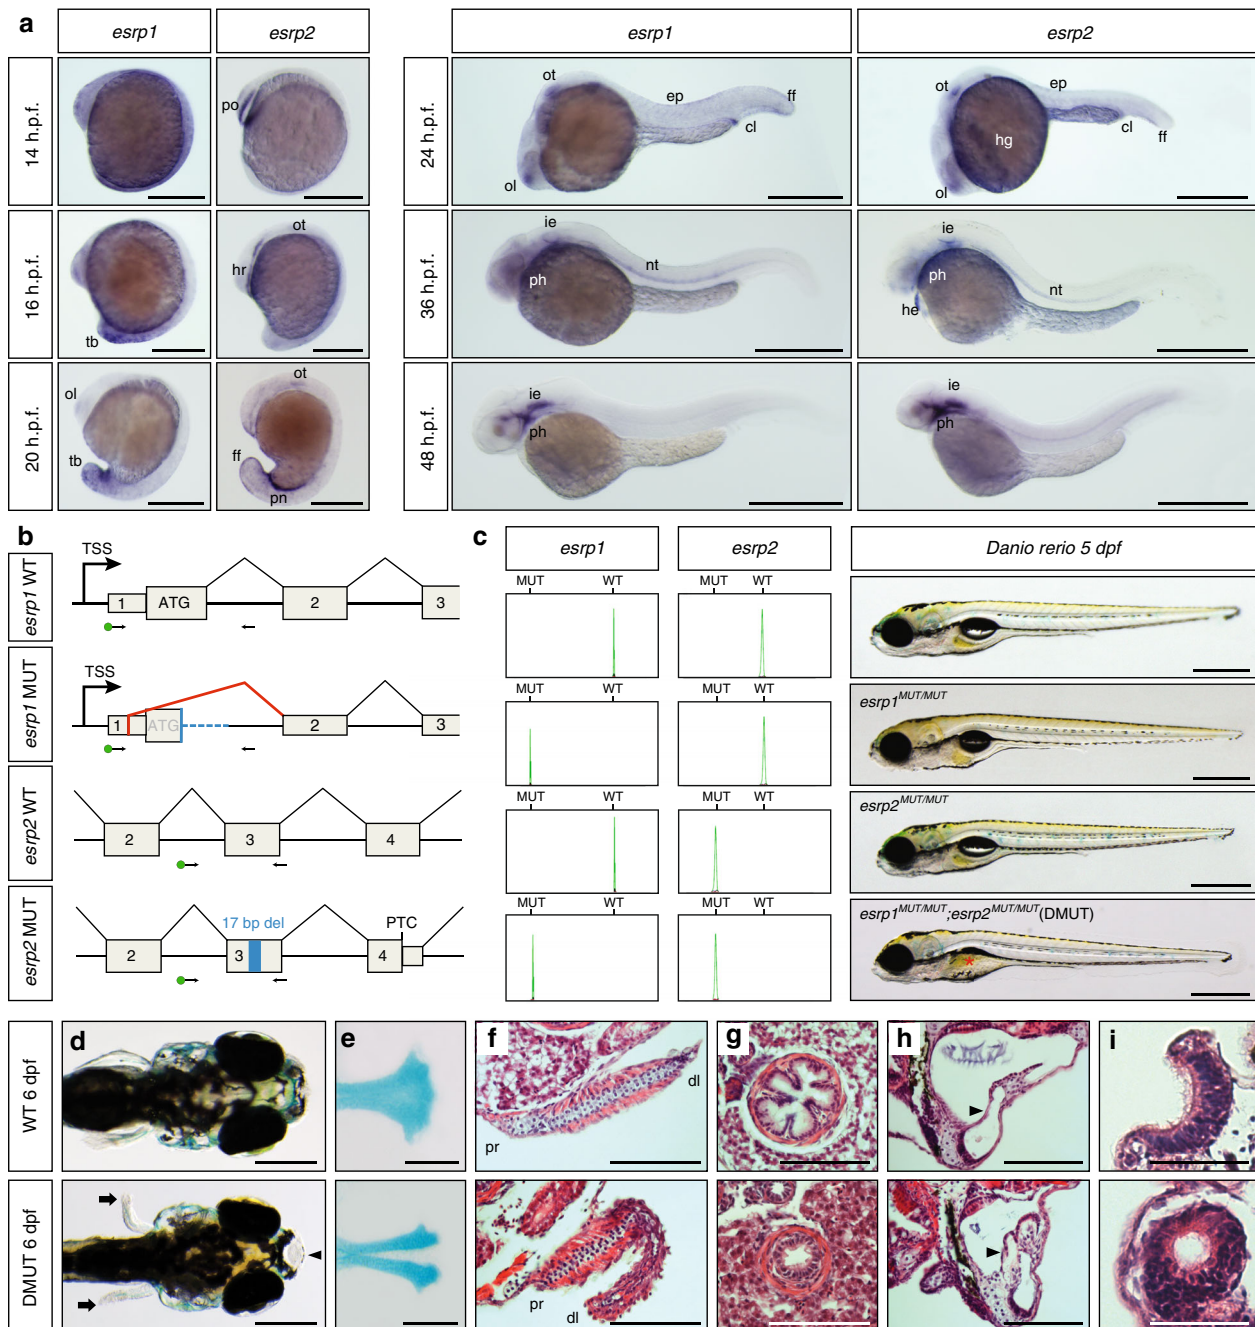 a
esrp1
esrp2
esrp1
esrp2
14 h.p.f.
po
24 h.p.f.
ot
ep
ff
cl
ol
ot
ep
hg
cl
ff
ol
16 h.p.f.
tb
ot
hr
36 h.p.f.
ie
ph
nt
ie
ph
nt
he
20 h.p.f.
ol
tb
ot
ff
pn
48 h.p.f.
ie
ph
ie
ph
b
esrp1 WT
TSS
1
ATG
2
3
esrp1 MUT
TSS
1
ATG
2
3
esrp2 WT
2
3
4
esrp2 MUT
17 bp del
PTC
2
3
4
c
esrp1
esrp2
Danio rerio 5 dpf
MUT
WT
MUT
WT
MUT
WT
MUT
WT
esrp1MUT/MUT
MUT
WT
MUT
WT
esrp2MUT/MUT
MUT
WT
MUT
WT
esrp1MUT/MUT;esrp2MUT/MUT(DMUT)
*
WT 6 dpf
d
e
f
dl
pr
g
h
i
DMUT 6 dpf
pr
dl